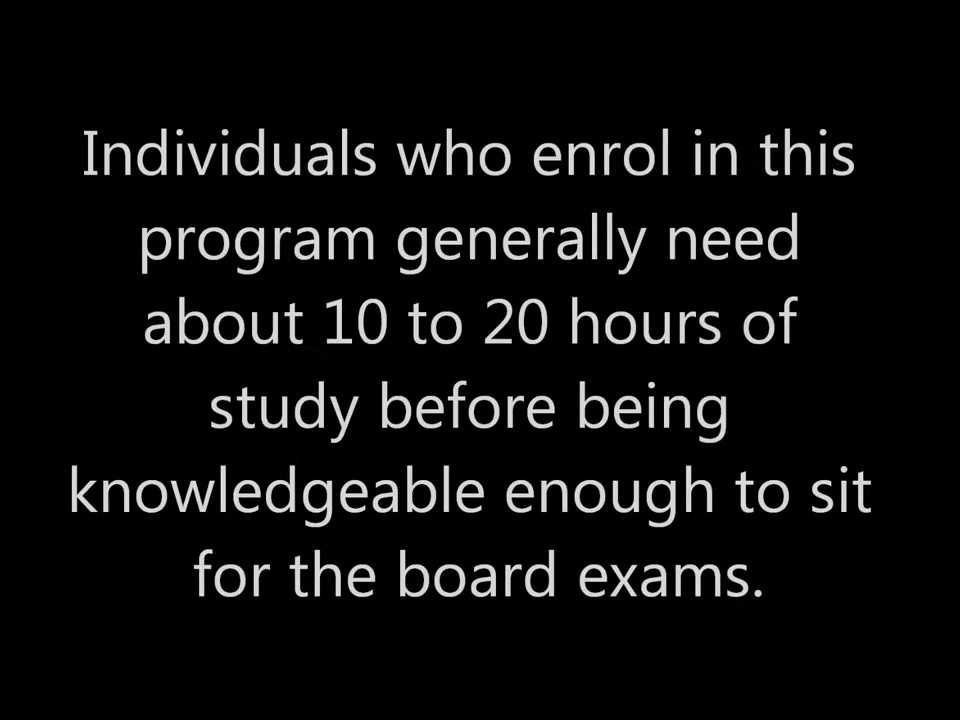 Individuals who enrol in this
program generally need
about 10 to 20 hours of
study before being
knowledgeable enough to sit
for the board exams.